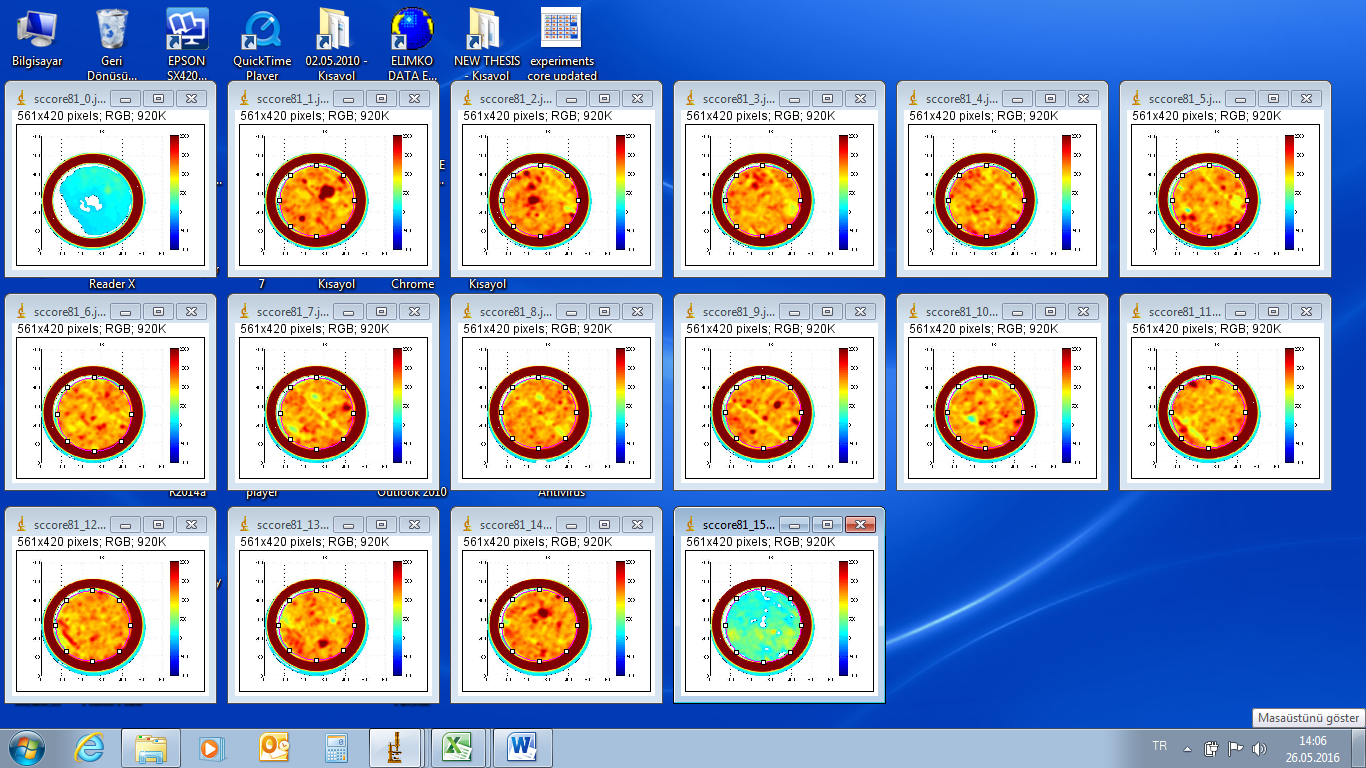 Bilgisayar
Geri
Dönüşü...
EPSON
SX420...
QuickTime
Player
02.05.2010 -
Kısayol
ELIMKO
DATA E...
NEW THESIS
- Kısayol
experiments
core updated
sccore81_0.j...
561x420 pixels; RGB; 920K
sccore81_1.j...
561x420 pixels; RGB; 920K
sccore81_2.j...
561x420 pixels; RGB; 920K
sccore81_3.j...
561x420 pixels; RGB; 920K
sccore81_4.j...
561x420 pixels; RGB; 920K
sccore81_5.j...
561x420 pixels; RGB; 920K
Reader X
7
Kısayol
Chrome
Kısayol
sccore81_6.j...
561x420 pixels; RGB; 920K
sccore81_7.j...
561x420 pixels; RGB; 920K
sccore81_8.j...
561x420 pixels; RGB; 920K
sccore81_9.j...
561x420 pixels; RGB; 920K
sccore81_10...
561x420 pixels; RGB; 920K
sccore81_11...
561x420 pixels; RGB; 920K
R2014a
player
Outlook 2010
Antivirus
sccore81_12...
561x420 pixels; RGB; 920K
sccore81_13...
561x420 pixels; RGB; 920K
sccore81_14...
561x420 pixels; RGB; 920K
sccore81_15...
561x420 pixels; RGB; 920K
Masaüstünü göster
TR
14:06
26.05.2016